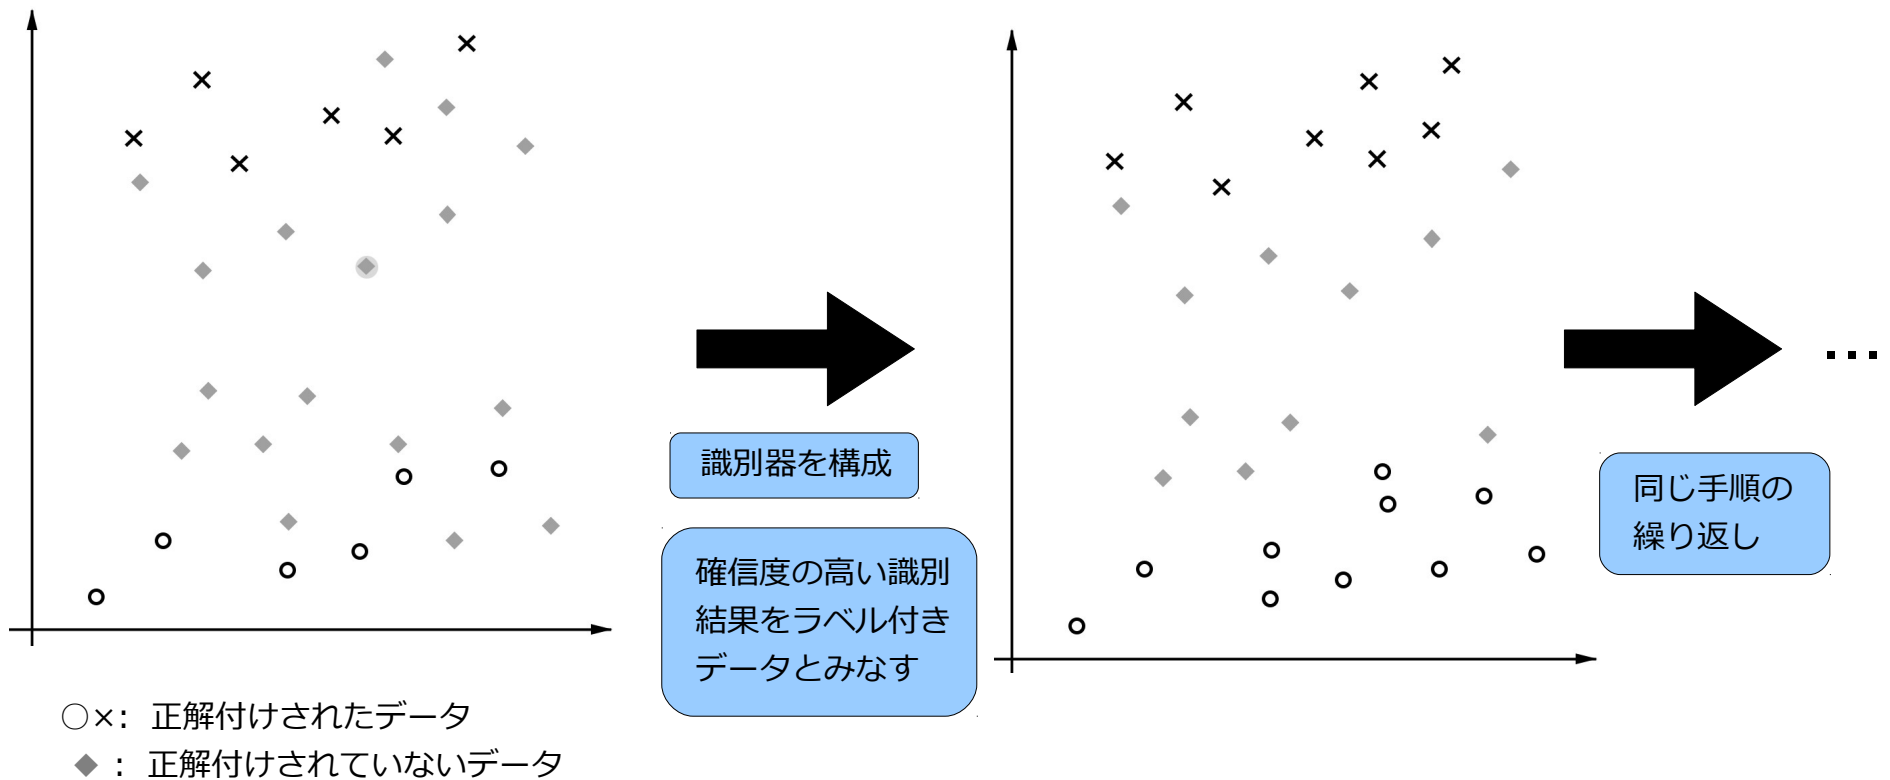 識別器を構成
確信度の高い識別
結果をラベル付き
データとみなす
同じ手順の
繰り返し
…
○×: 正解付けされたデータ
◆ : 正解付けされていないデータ